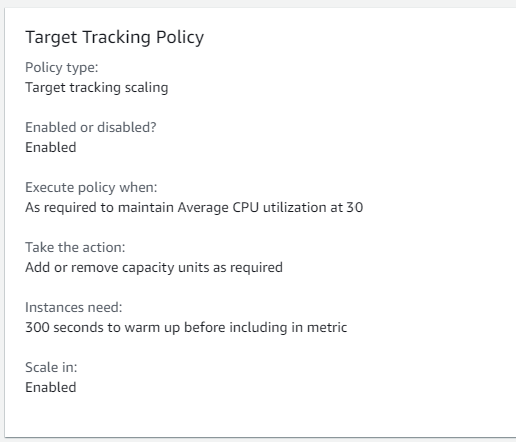 Target Tracking Policy
Policy type:
Target tracking scaling
Enabled or disabled?
Enabled
Execute policy when:
As required to maintain Average CPU utilization at 30
Take the action:
Add or remove capacity units as required
Instances need:
300 seconds to warm up before including in metric
Scale in:
Enabled